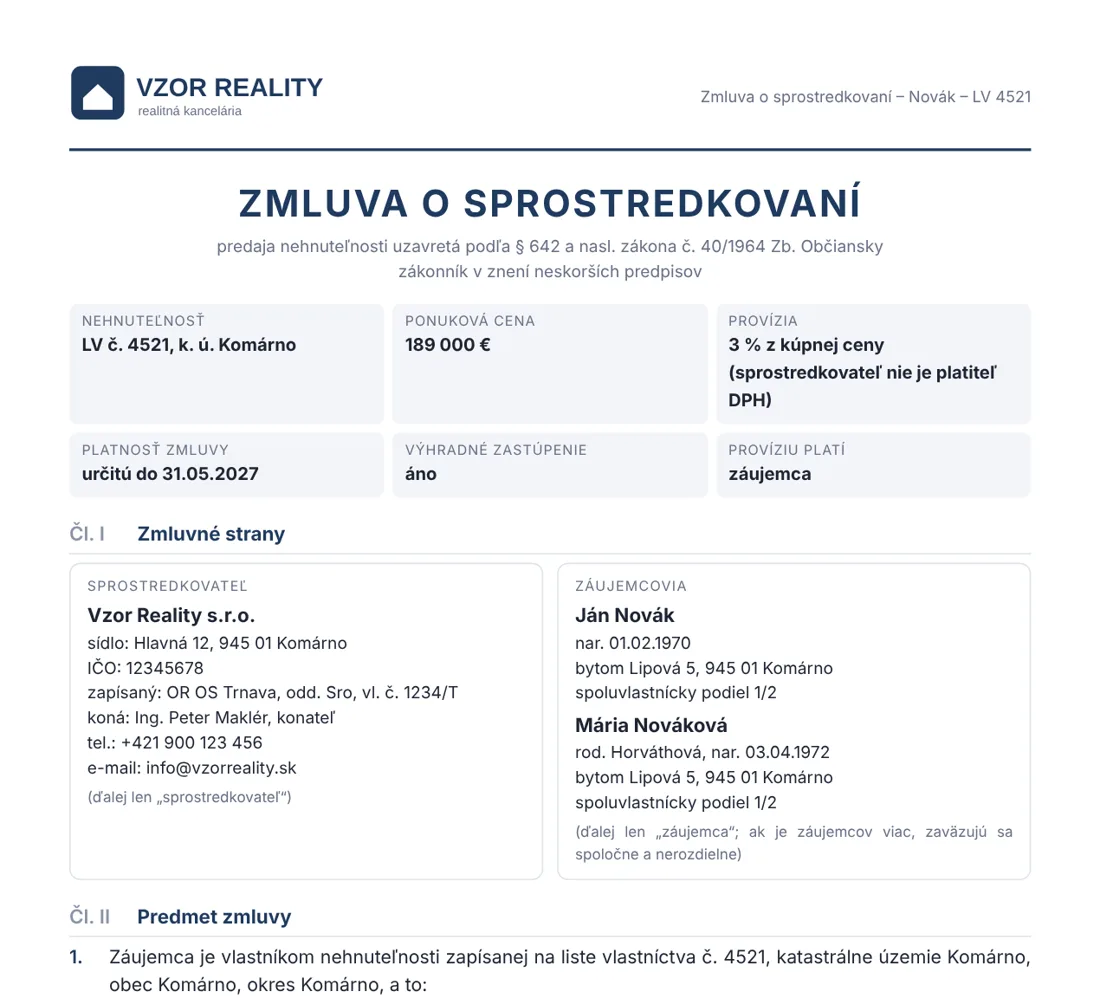 VZOR REALITY
realitná kancelária
Zmluva o sprostredkovaní – Novák – LV 4521
ZMLUVA O SPROSTREDKOVANÍ
predaja nehnuteľnosti uzavretá podľa § 642 a nasl. zákona č. 40/1964 Zb. Občiansky
zákonník v znení neskorších predpisov
NEHNUTEĽNOSŤ
LV č. 4521, k. ú. Komárno
PONUKOVÁ CENA
189 000 €
PROVÍZIA
3 % z kúpnej ceny
(sprostredkovateľ nie je platiteľ
DPH)
PLATNOSŤ ZMLUVY
určitú do 31.05.2027
VÝHRADNÉ ZASTÚPENIE
áno
PROVÍZIU PLATÍ
záujemca
Čl. I Zmluvné strany
SPROSTREDKOVATEĽ
Vzor Reality s.r.o.
sídlo: Hlavná 12, 945 01 Komárno
IČO: 12345678
zapísaný: OR OS Trnava, odd. Sro, vl. č. 1234/T
koná: Ing. Peter Maklér, konateľ
tel.: +421 900 123 456
e-mail: info@vzorreality.sk
(ďalej len „sprostredkovateľ“)
ZÁUJEMCOVIA
Ján Novák
nar. 01.02.1970
bytom Lipová 5, 945 01 Komárno
spoluvlastnícky podiel 1/2
Mária Nováková
rod. Horváthová, nar. 03.04.1972
bytom Lipová 5, 945 01 Komárno
spoluvlastnícky podiel 1/2
(ďalej len „záujemca“; ak je záujemcov viac, zaväzujú sa
spoločne a nerozdielne)
Čl. II Predmet zmluvy
1. Záujemca je vlastníkom nehnuteľnosti zapísanej na liste vlastníctva č. 4521, katastrálne územie Komárno,
obec Komárno, okres Komárno, a to: